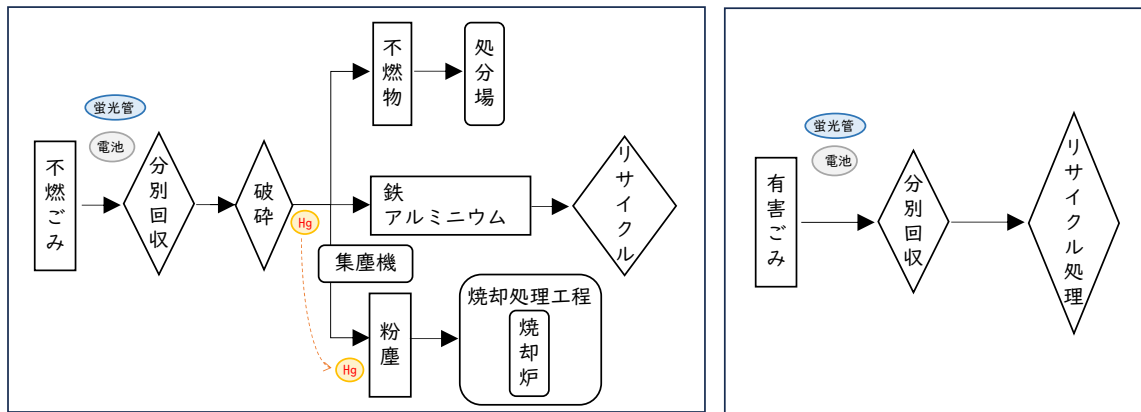 不燃ごみ
蛍光管
電池
分別回収
破砕
Hg
不燃物
処分場
鉄
アルミニウム
リサイクル
集塵機
Hg
粉塵
焼却処理工程
焼却炉
有害ごみ
蛍光管
電池
分別回収
リサイクル処理